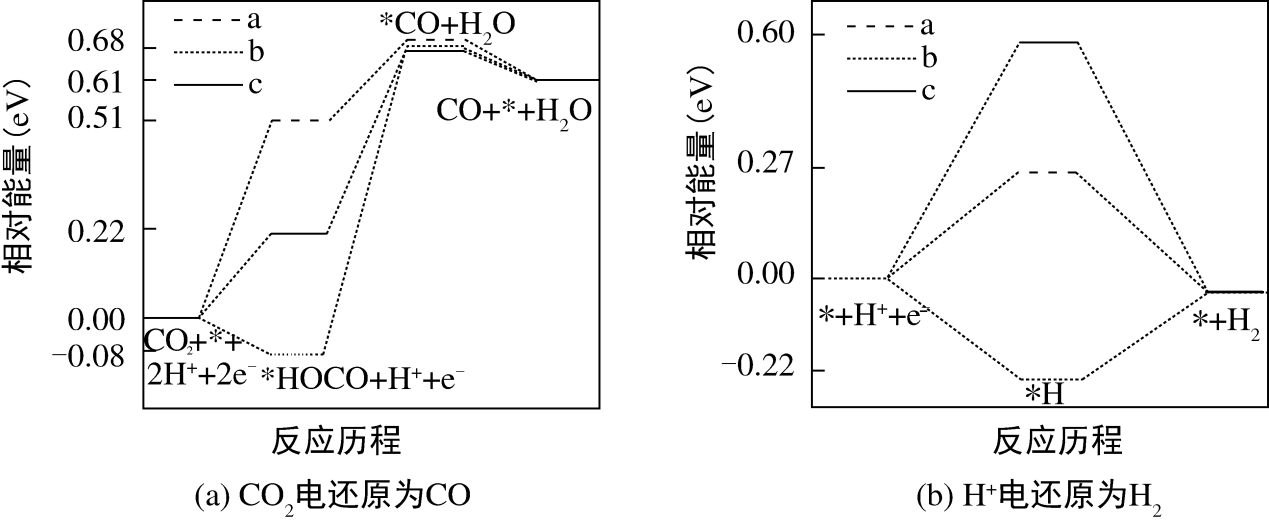 a
b
c
0.68
0.61
0.51
0.22
0.00
−0.08
相对能量(eV)
*CO+H₂O
CO+*+H₂O
CO₂+*+
2H⁺+2e⁻
*HOCO+H⁺+e⁻
反应历程
(a) CO₂电还原为CO
a
b
c
0.60
0.27
0.00
−0.22
相对能量(eV)
*+H⁺+e⁻
*H
*+H₂
反应历程
(b) H⁺电还原为H₂